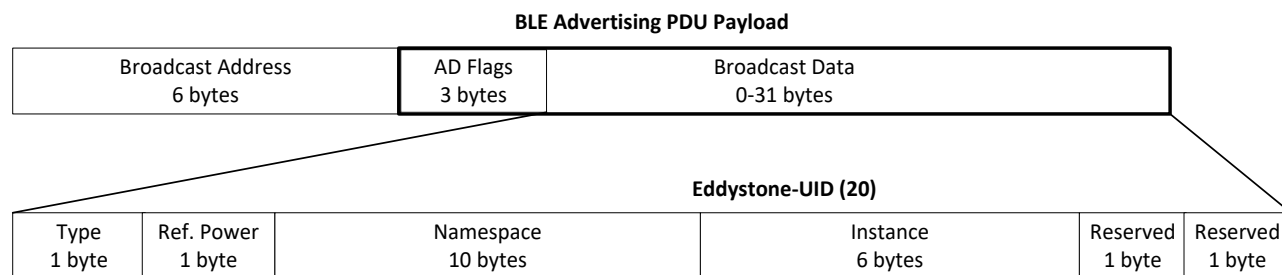 BLE Advertising PDU Payload
Broadcast Address AD Flags Broadcast Data
6 bytes 3 bytes 0-31 bytes
Eddystone-UID (20)
Type Ref. Power Namespace Instance Reserved Reserved
1 byte 1 byte 10 bytes 6 bytes 1 byte 1 byte